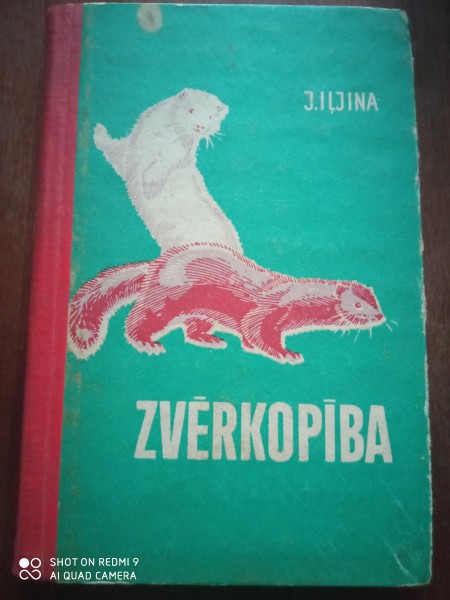 J.IĻJINA
ZVĒRKOPĪBA
SHOT ON REDMI 9
AI QUAD CAMERA